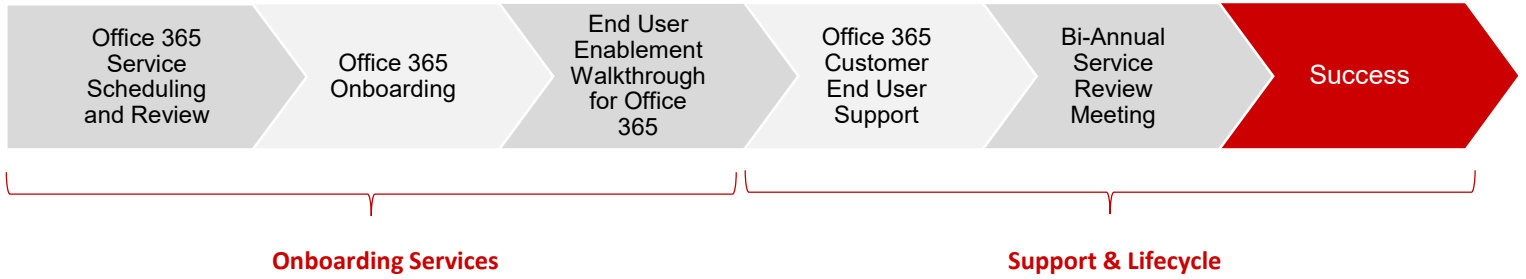 Office 365
Service
Scheduling
and Review
Office 365
Onboarding
End User
Enablement
Walkthrough
for Office
365
Office 365
Customer
End User
Support
Bi-Annual
Service
Review
Meeting
Success
Onboarding Services
Support & Lifecycle